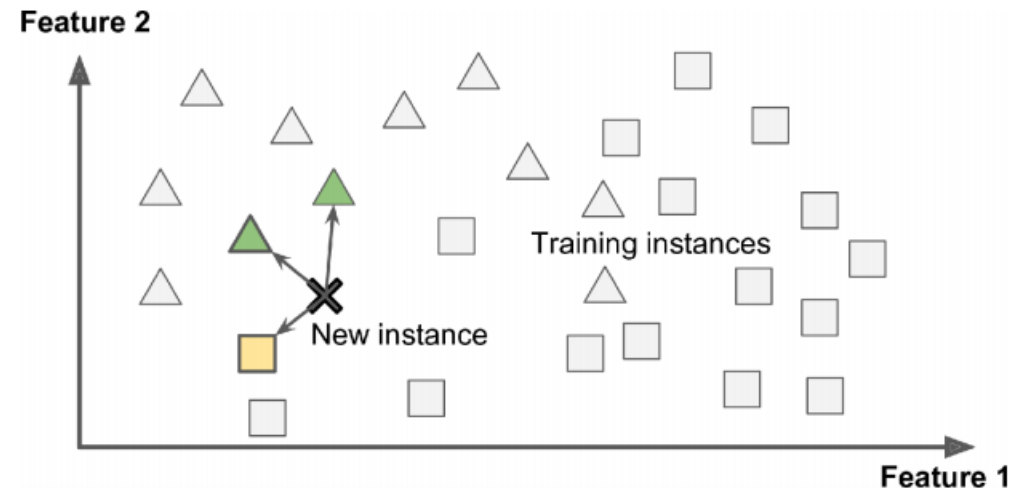 Feature 2
Training instances
New instance
Feature 1